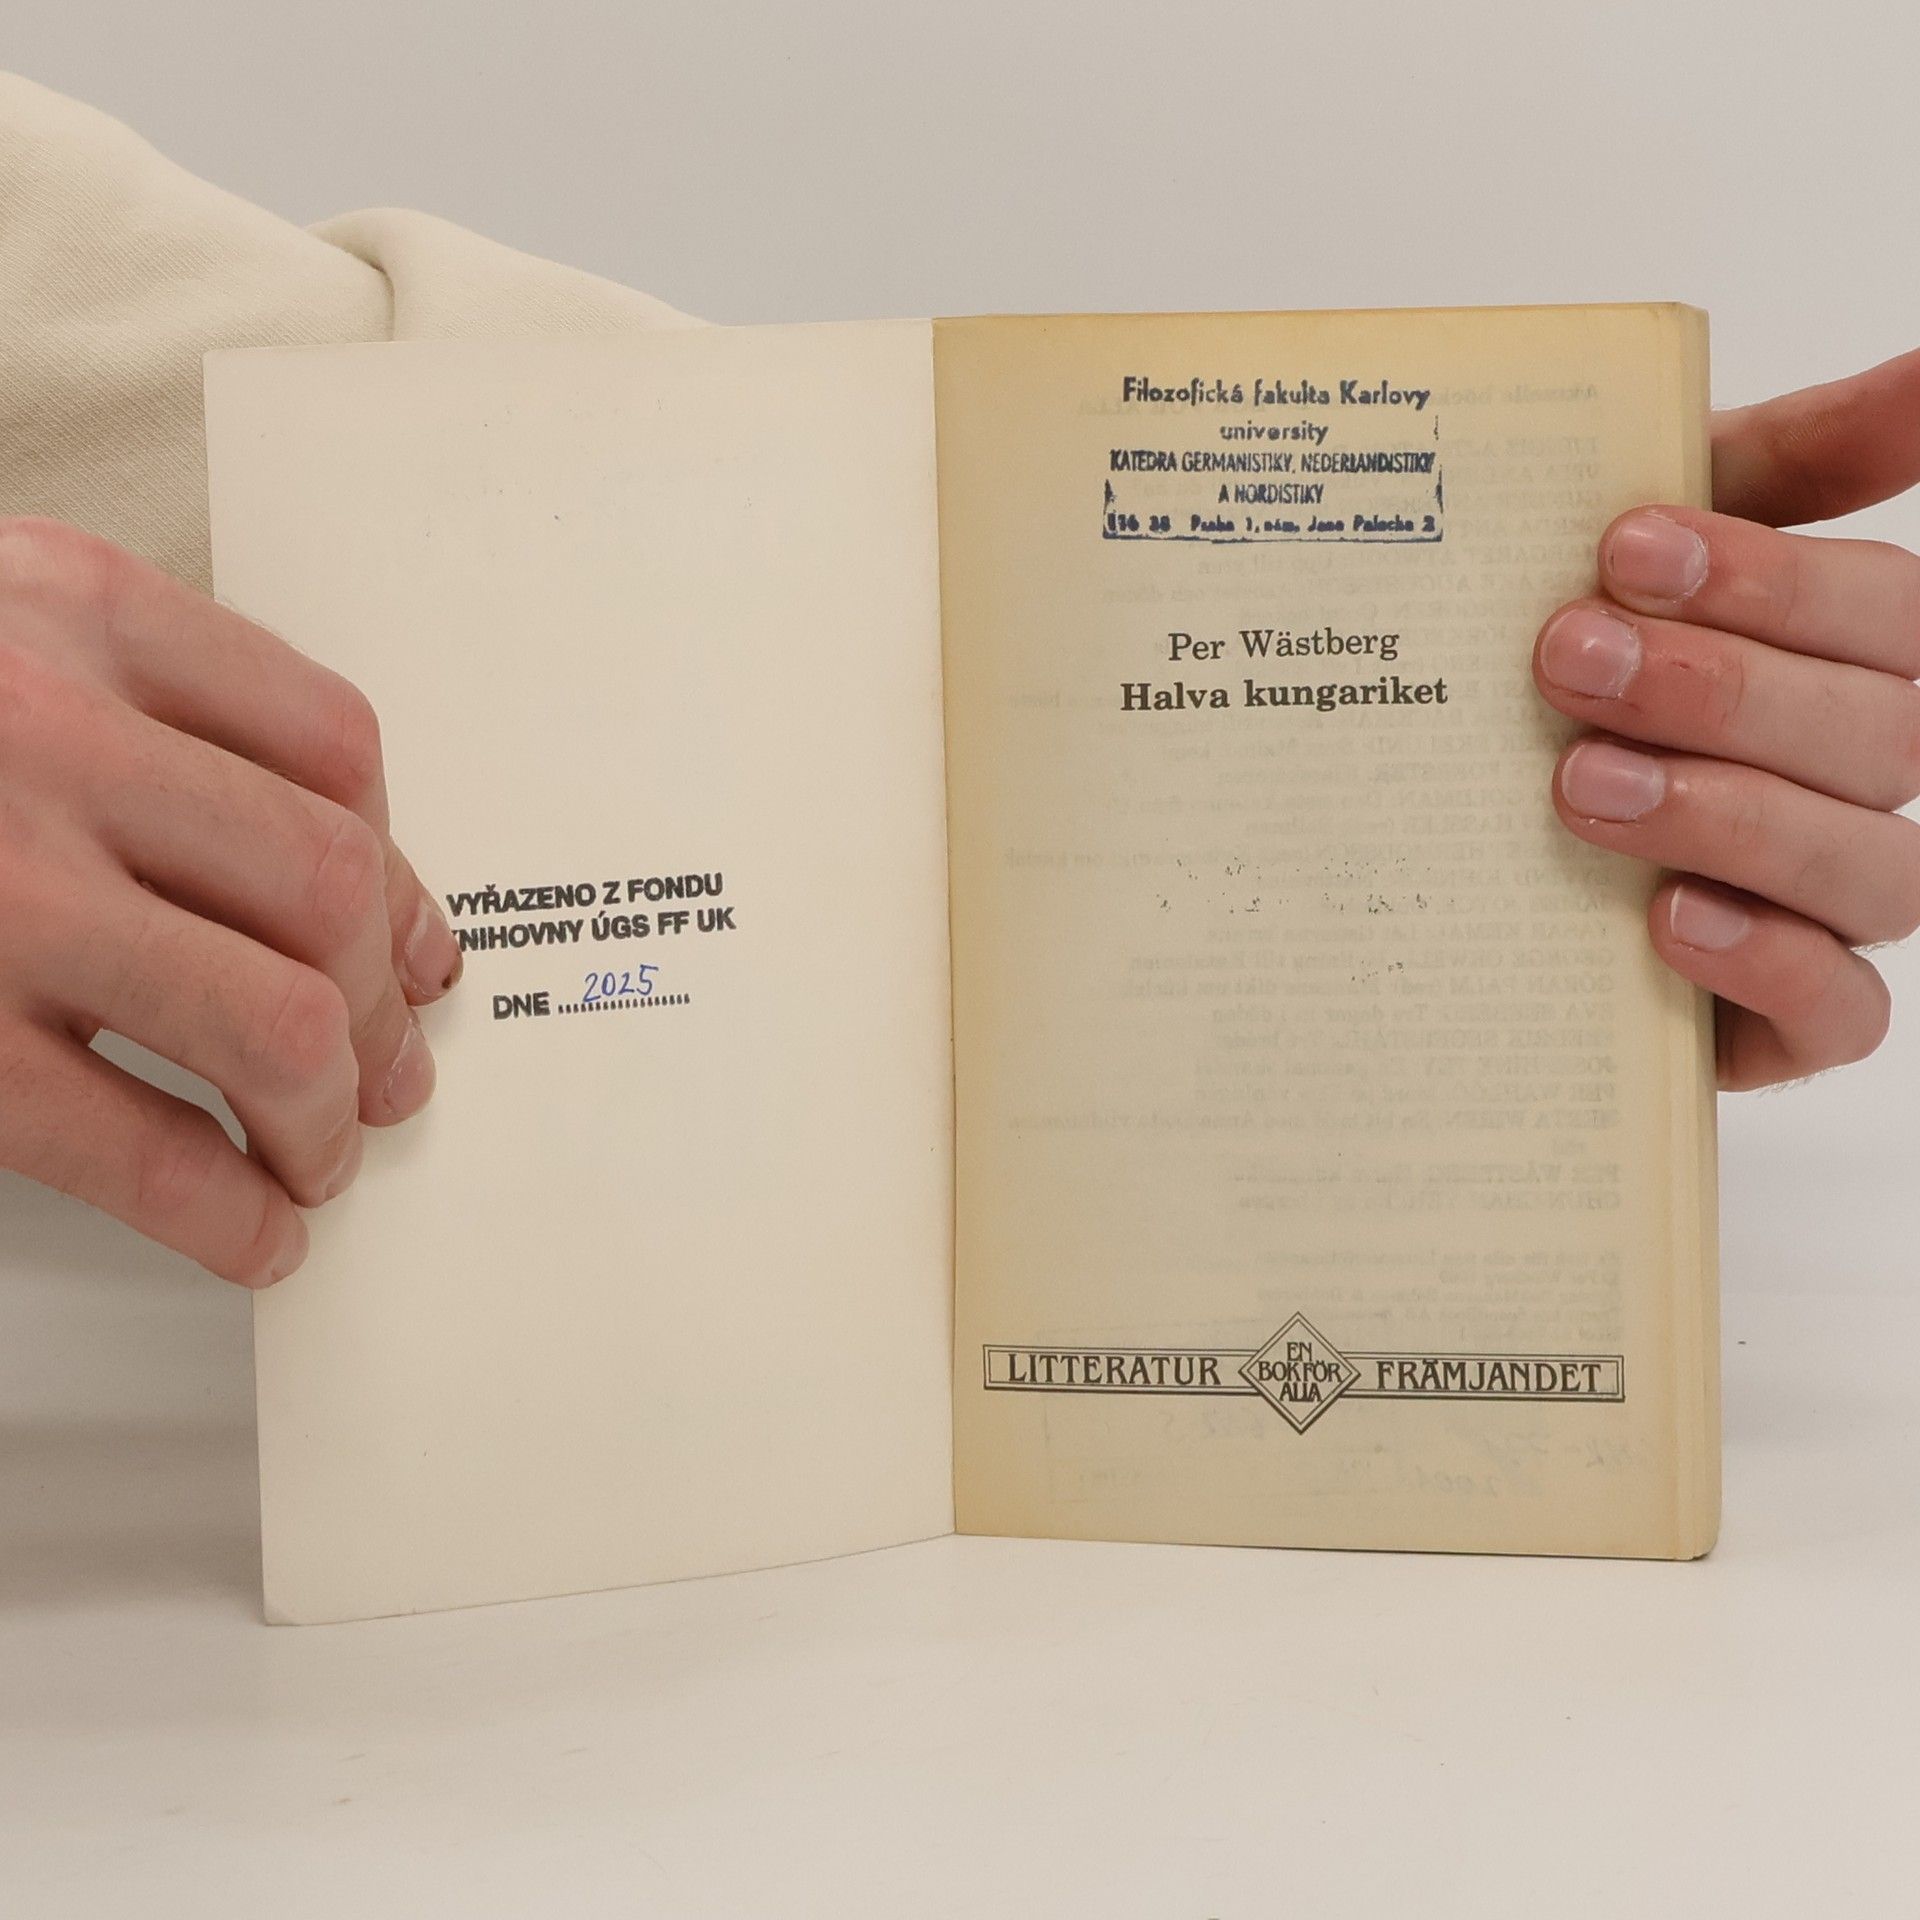 VYŘAZENO Z FONDU
NIHOVNY ÚGS FF UK
DNE 2025
Filozofická fakulta Karlovy
university
KATEDRA GERMANISTIKY, NEDERLANDISTIKY
A NORDISTIKY
116 38 Praha 1, nám. Jana Palacha 2
Per Wästberg
Halva kungariket
LITTERATUR EN BOK FÖR ALLA FRÄMJANDET